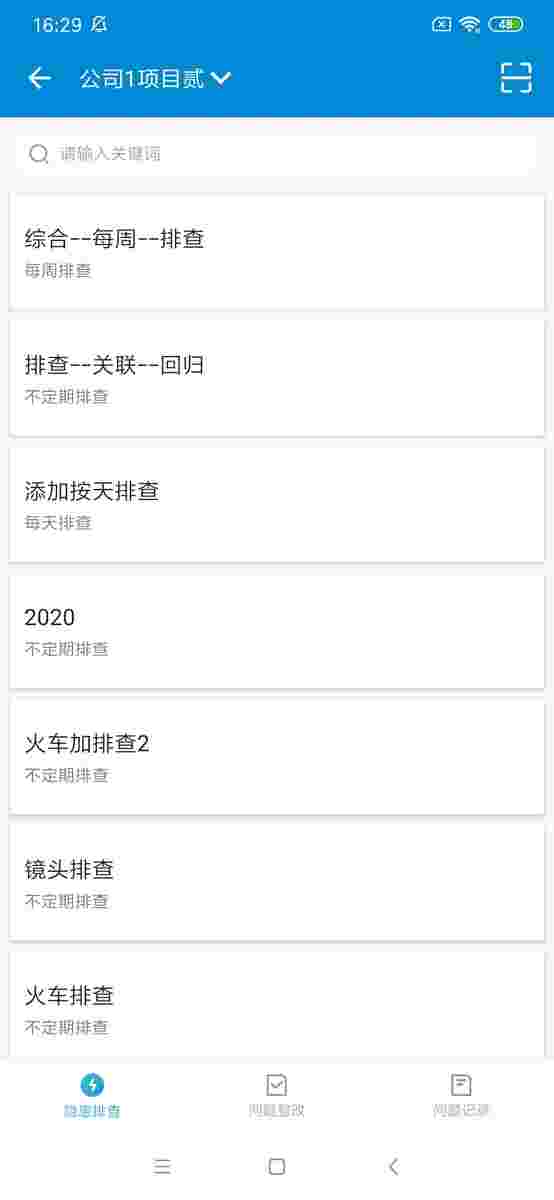 16:29
48
公司1项目贰
请输入关键词
综合--每周--排查
每周排查
排查--关联--回归
不定期排查
添加按天排查
每天排查
2020
不定期排查
火车加排查2
不定期排查
镜头排查
不定期排查
火车排查
不定期排查
隐患排查
问题整改
问题记录